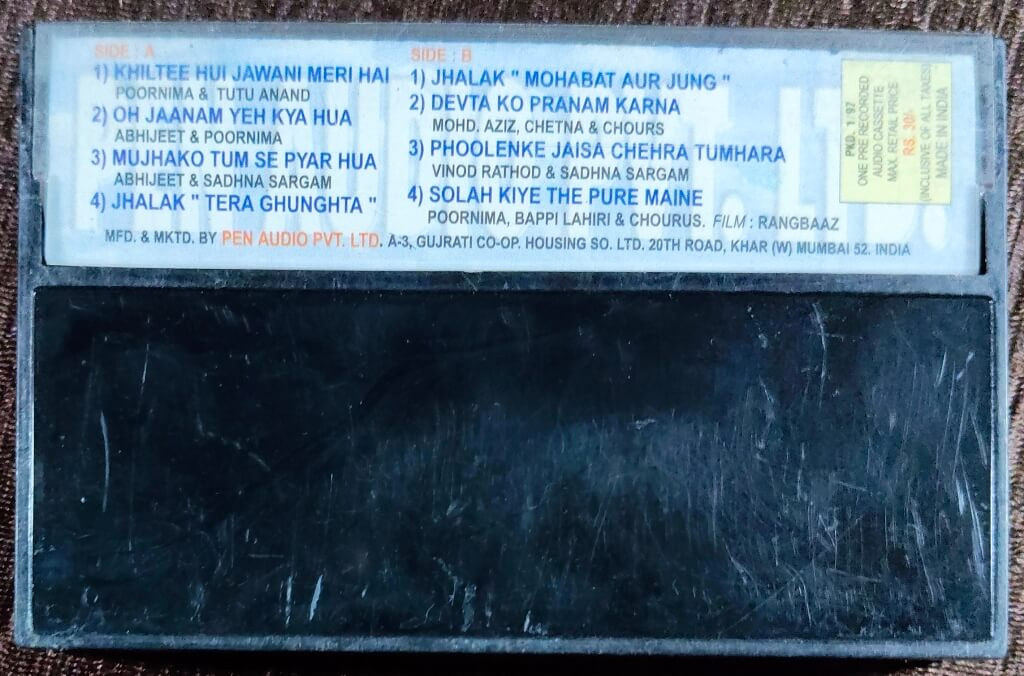 SIDE : A
1) KHILTEE HUI JAWANI MERI HAI
POORNIMA & TUTU ANAND
2) OH JAANAM YEH KYA HUA
ABHIJEET & POORNIMA
3) MUJHAKO TUM SE PYAR HUA
ABHIJEET & SADHNA SARGAM
4) JHALAK " TERA GHUNGHTA "
SIDE : B
1) JHALAK " MOHABAT AUR JUNG "
2) DEVTA KO PRANAM KARNA
MOHD. AZIZ, CHETNA & CHOURS
3) PHOOLENKE JAISA CHEHRA TUMHARA
VINOD RATHOD & SADHNA SARGAM
4) SOLAH KIYE THE PURE MAINE
POORNIMA, BAPPI LAHIRI & CHOURUS. FILM : RANGBAAZ
MFD. & MKTD. BY PEN AUDIO PVT. LTD. A-3, GUJRATI CO-OP. HOUSING SO. LTD. 20TH ROAD, KHAR (W) MUMBAI 52. INDIA
PKD. 1 97
ONE PRE RECORDED
AUDIO CASSETTE
MAX. RETAIL PRICE
RS. 30/-
(INCLUSIVE OF ALL TAXES)
MADE IN INDIA